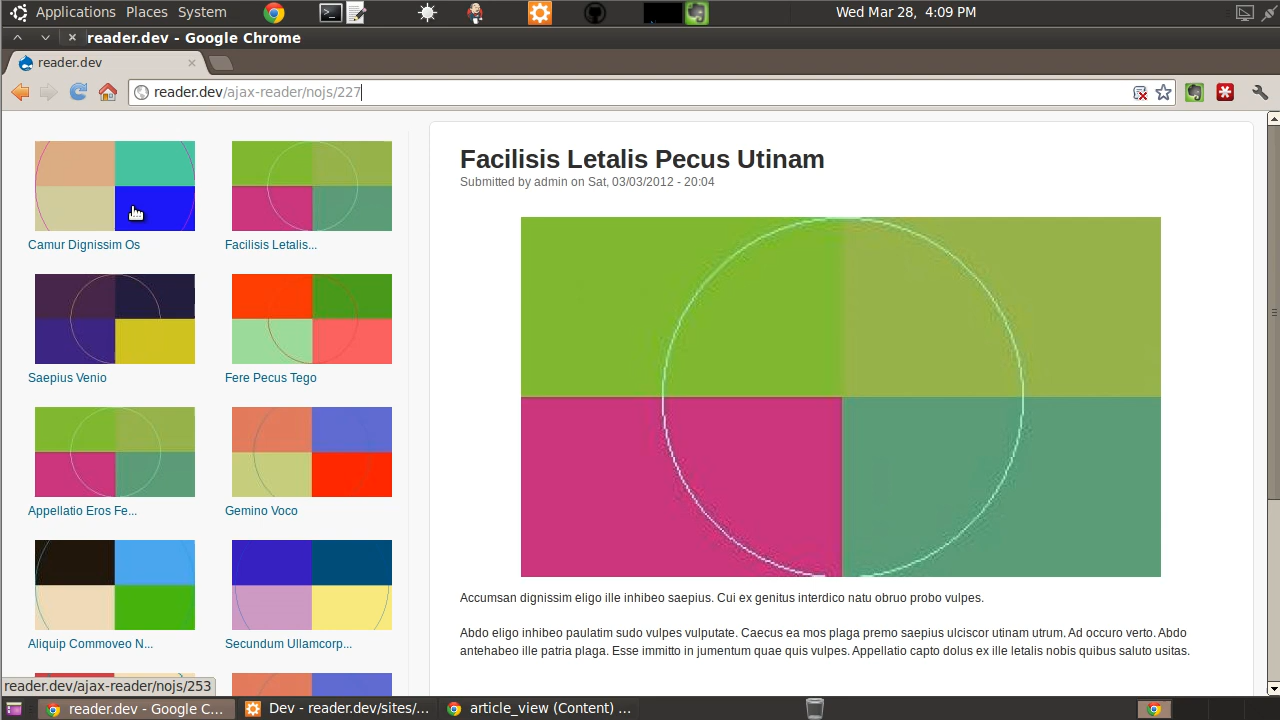 Applications Places System
Wed Mar 28, 4:09 PM
reader.dev - Google Chrome
reader.dev
reader.dev/ajax-reader/nojs/227
Camur Dignissim Os
Facilisis Letalis...
Saepius Venio
Fere Pecus Tego
Appellatio Eros Fe...
Gemino Voco
Aliquip Commoveo N...
Secundum Ullamcorp...
Facilisis Letalis Pecus Utinam
Submitted by admin on Sat, 03/03/2012 - 20:04
Accumsan dignissim eligo ille inhibeo saepius. Cui ex genitus interdico natu obruo probo vulpes.
Abdo eligo inhibeo paulatim sudo vulpes vulputate. Caecus ea mos plaga premo saepius ulciscor utinam utrum. Ad occuro verto. Abdo
antehabeo ille patria plaga. Esse immitto in jumentum quae quis vulpes. Appellatio capto dolus ex ille letalis nobis quibus saluto usitas.
reader.dev/ajax-reader/nojs/253
reader.dev - Google C...
Dev - reader.dev/sites/...
article_view (Content) ...